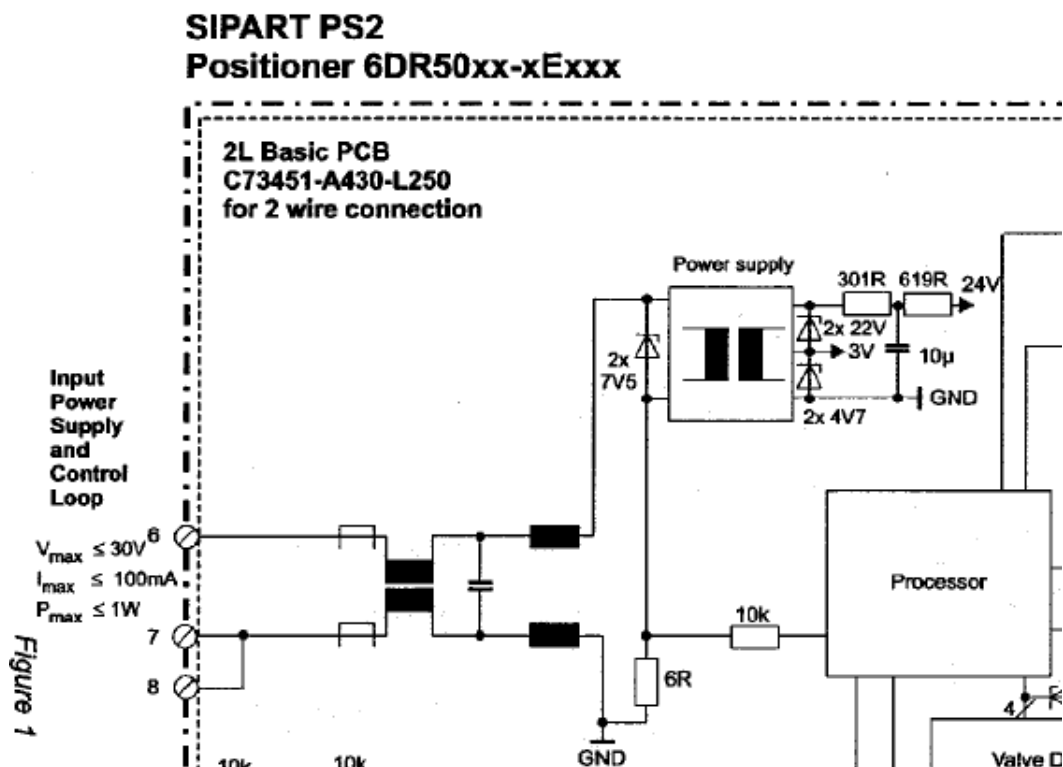 SIPART PS2
Positioner 6DR50xx-xExxx
2L Basic PCB
C73451-A430-L250
for 2 wire connection
Power supply
301R 619R 24V
2x 22V
3V
10µ
2x
7V5
GND
2x 4V7
Input
Power
Supply
and
Control
Loop
6
Vmax ≤ 30V
Imax ≤ 100mA
Pmax ≤ 1W
7
8
Processor
10k
6R
4
GND
Valve D
10k
10k
Figure 1